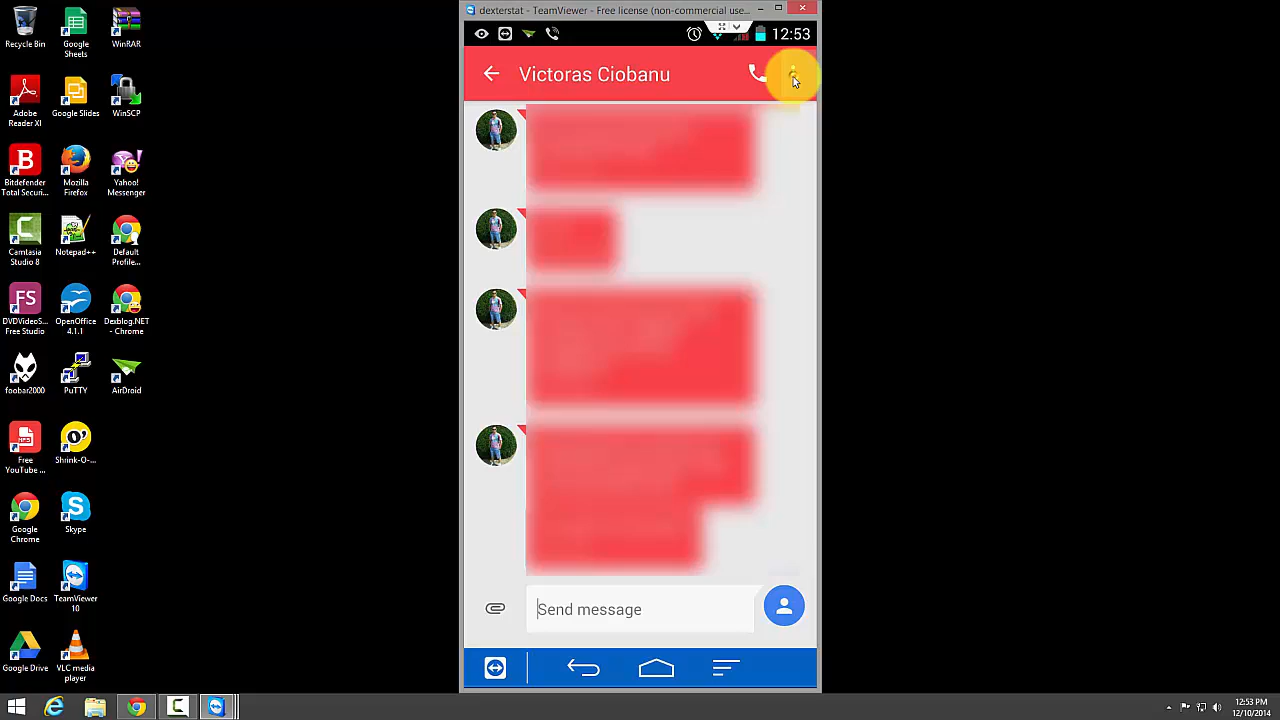 Recycle Bin
Google
Sheets
WinRAR
Adobe
Reader XI
Google Slides
WinSCP
Bitdefender
Total Securi...
Mozilla
Firefox
Yahoo!
Messenger
Camtasia
Studio 8
Notepad++
Default
Profile...
DVDVideoS...
Free Studio
OpenOffice
4.1.1
Dexblog.NET
- Chrome
foobar2000
PuTTY
AirDroid
Free
YouTube ...
Shrink-O-...
Google
Chrome
Skype
Google Docs
TeamViewer
10
Google Drive
VLC media
player
dexterstat - TeamViewer - Free license (non-commercial use...
12:53
Victoras Ciobanu
Send message
12:53 PM
12/10/2014